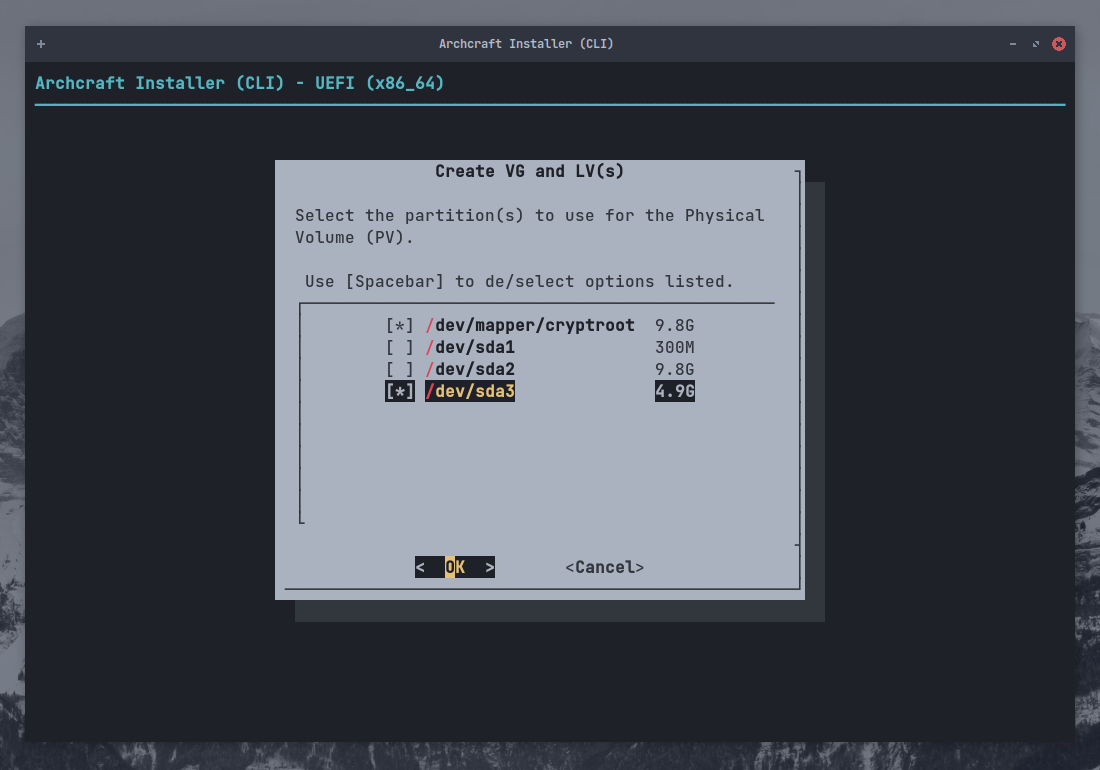 Archcraft Installer (CLI)
Archcraft Installer (CLI) - UEFI (x86_64)
Create VG and LV(s)
Select the partition(s) to use for the Physical
Volume (PV).
Use [Spacebar] to de/select options listed.
[*] /dev/mapper/cryptroot 9.8G
[ ] /dev/sda1 300M
[ ] /dev/sda2 9.8G
[*] /dev/sda3 4.9G
< OK > <Cancel>